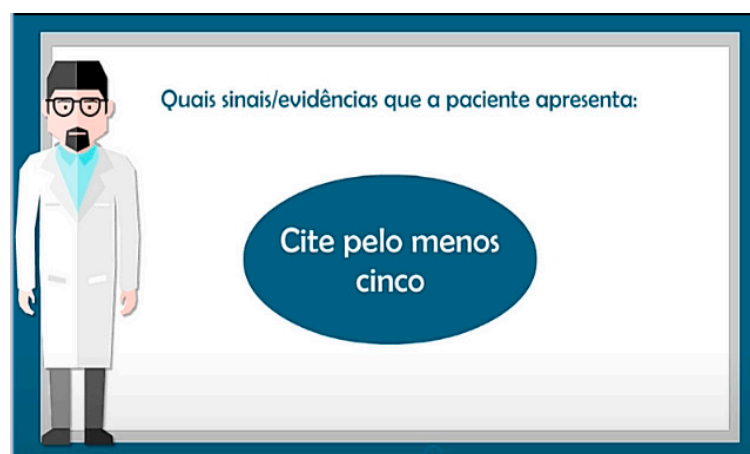 Quais sinais/evidências que a paciente apresenta:
Cite pelo menos
cinco